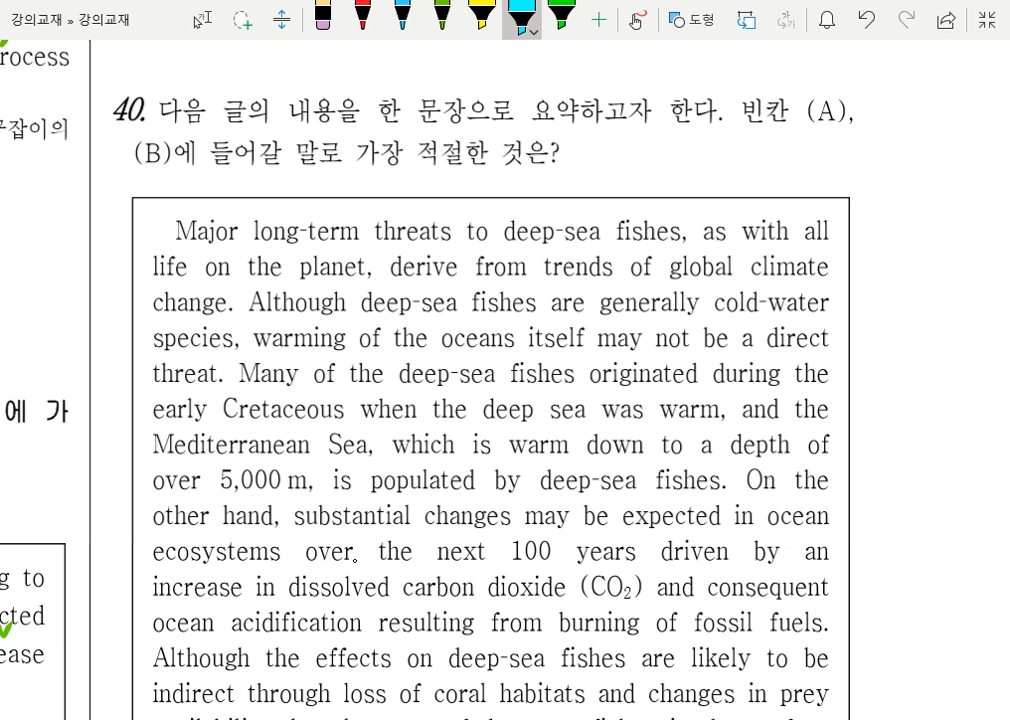 강의교재 » 강의교재
도형
rocess
구잡이의
에 가
g to
cted
ease
40. 다음 글의 내용을 한 문장으로 요약하고자 한다. 빈칸 (A),
(B)에 들어갈 말로 가장 적절한 것은?
Major long-term threats to deep-sea fishes, as with all
life on the planet, derive from trends of global climate
change. Although deep-sea fishes are generally cold-water
species, warming of the oceans itself may not be a direct
threat. Many of the deep-sea fishes originated during the
early Cretaceous when the deep sea was warm, and the
Mediterranean Sea, which is warm down to a depth of
over 5,000 m, is populated by deep-sea fishes. On the
other hand, substantial changes may be expected in ocean
ecosystems over the next 100 years driven by an
increase in dissolved carbon dioxide (CO₂) and consequent
ocean acidification resulting from burning of fossil fuels.
Although the effects on deep-sea fishes are likely to be
indirect through loss of coral habitats and changes in prey